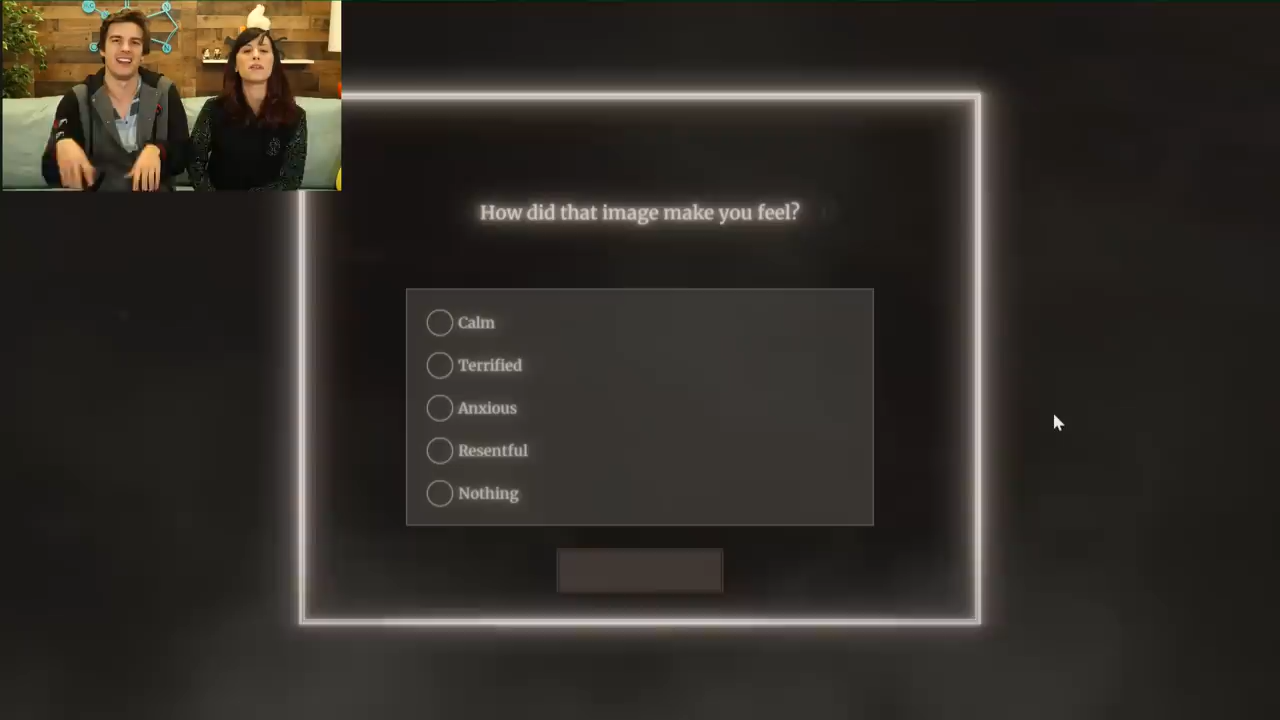 How did that image make you feel?
Calm
Terrified
Anxious
Resentful
Nothing